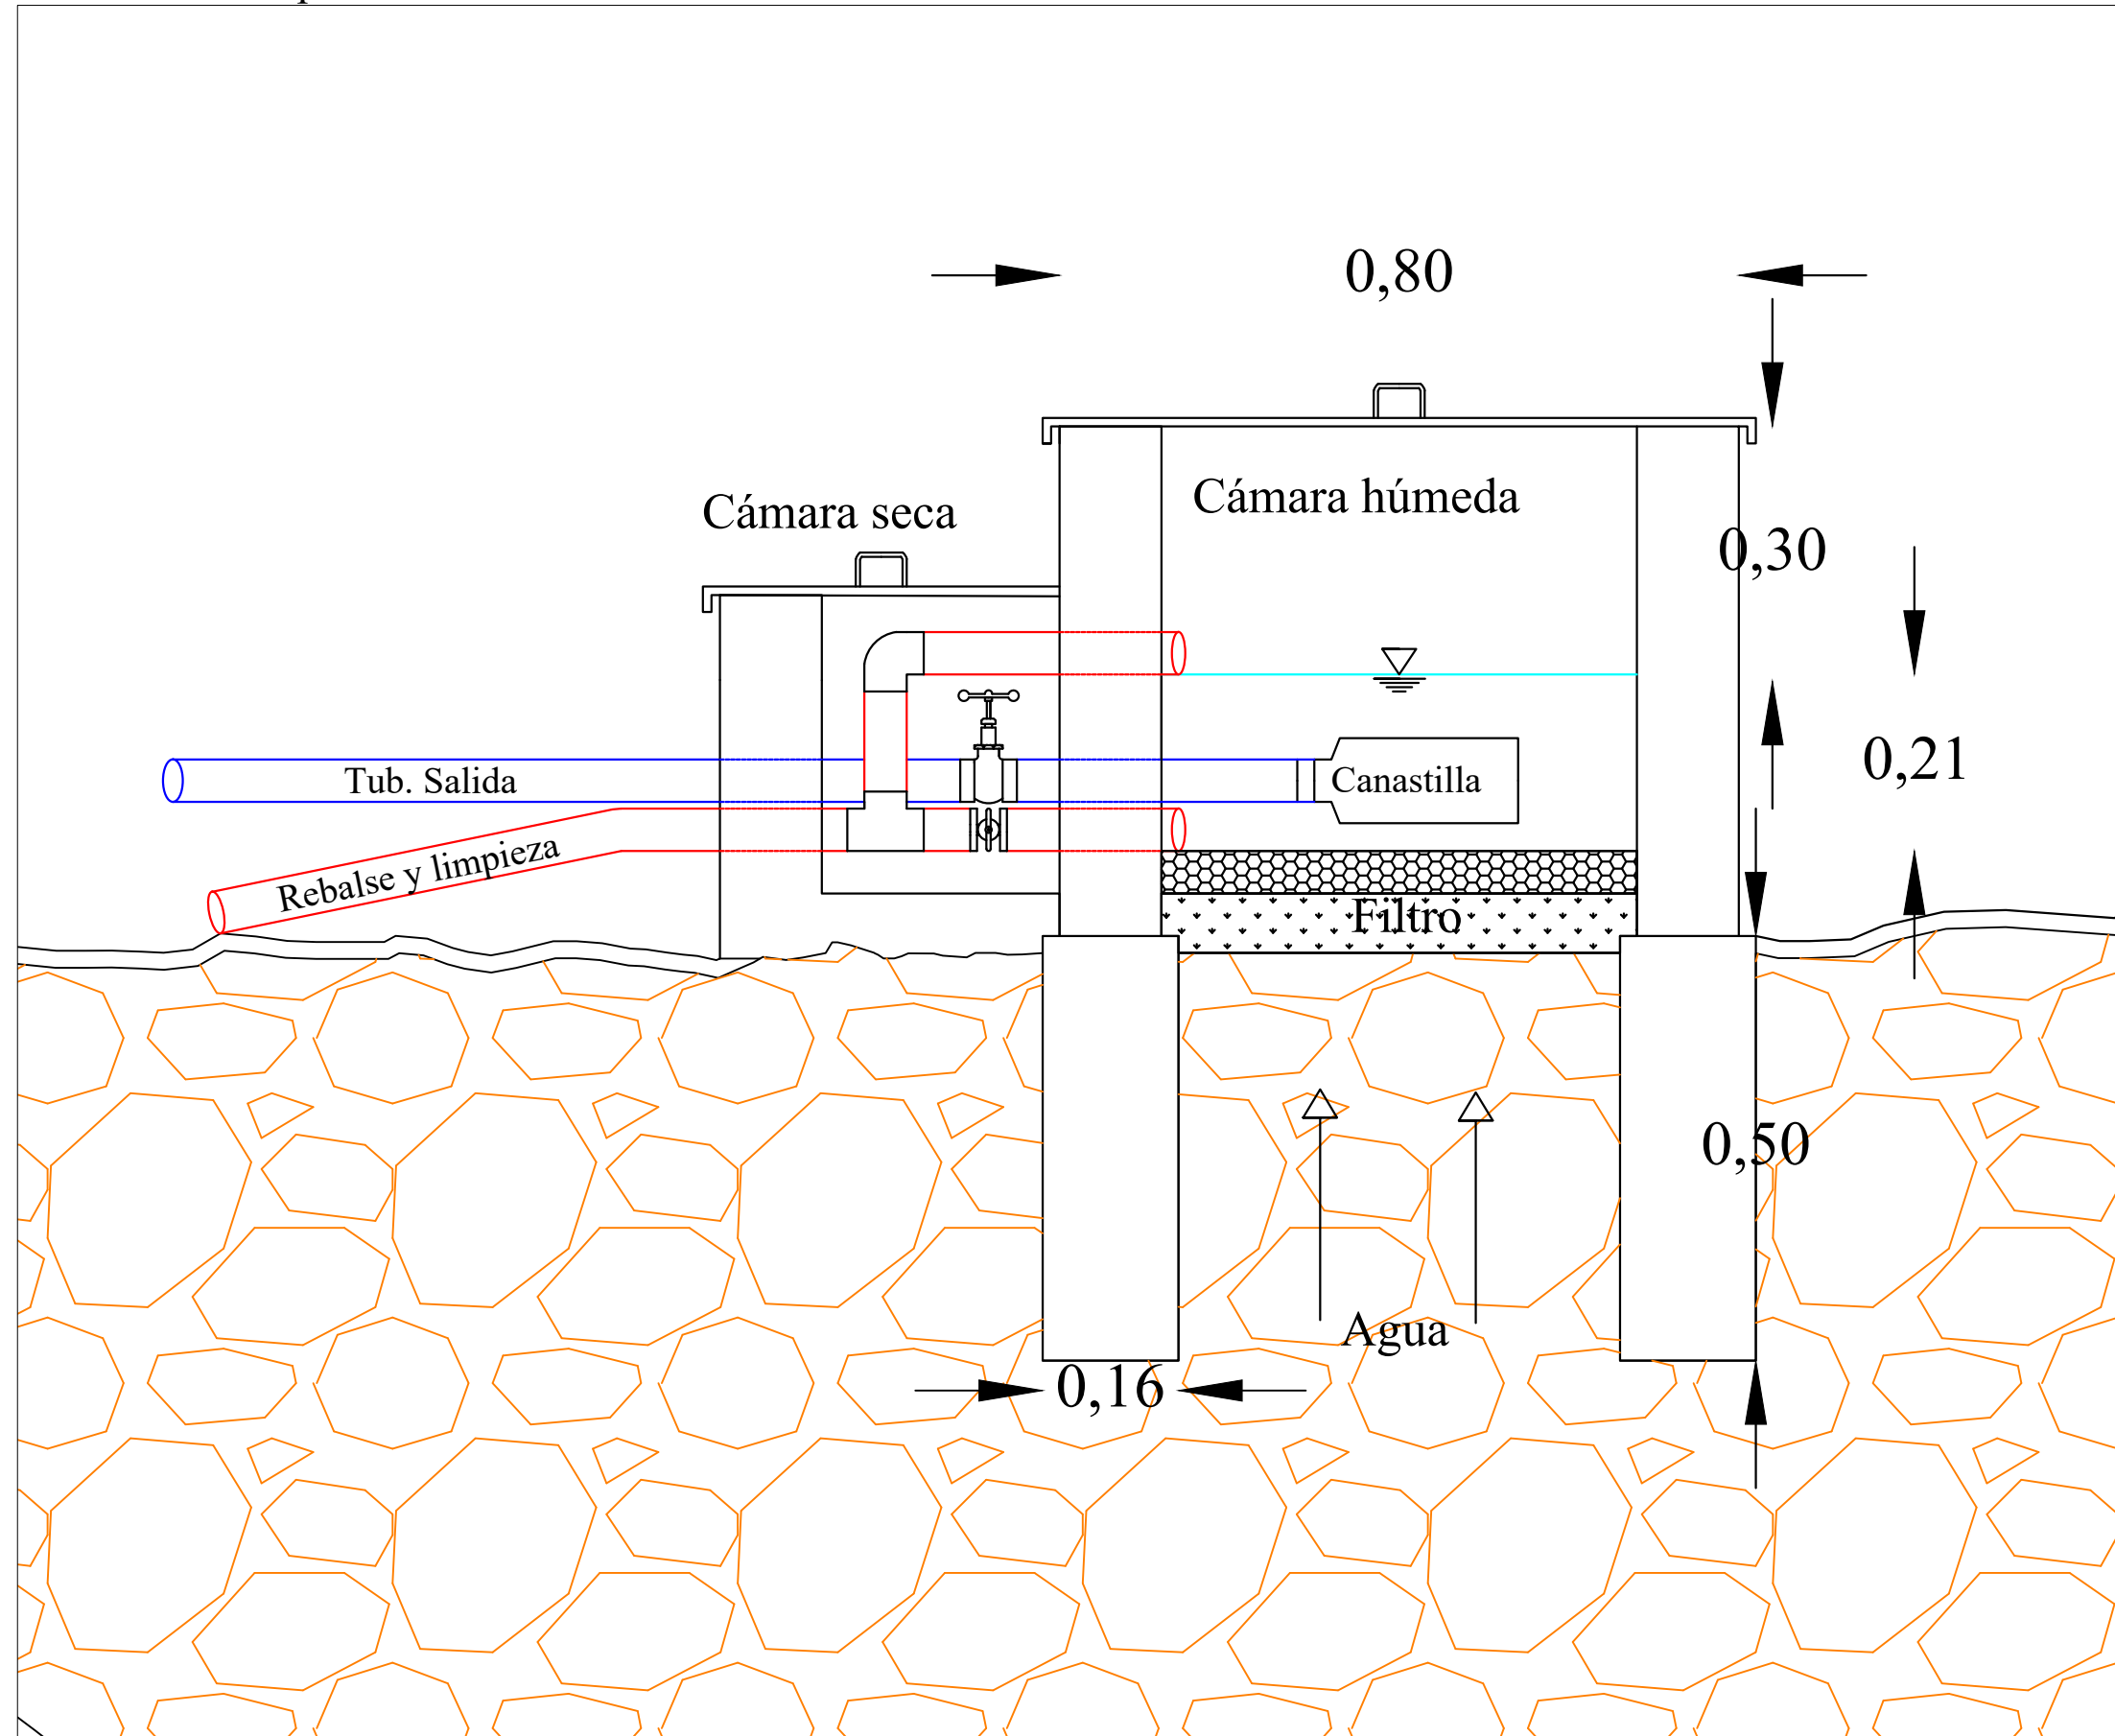 0,80
Cámara húmeda
Cámara seca
0,30
0,21
Tub. Salida
Canastilla
Rebalse y limpieza
Filtro
0,50
Agua
0,16